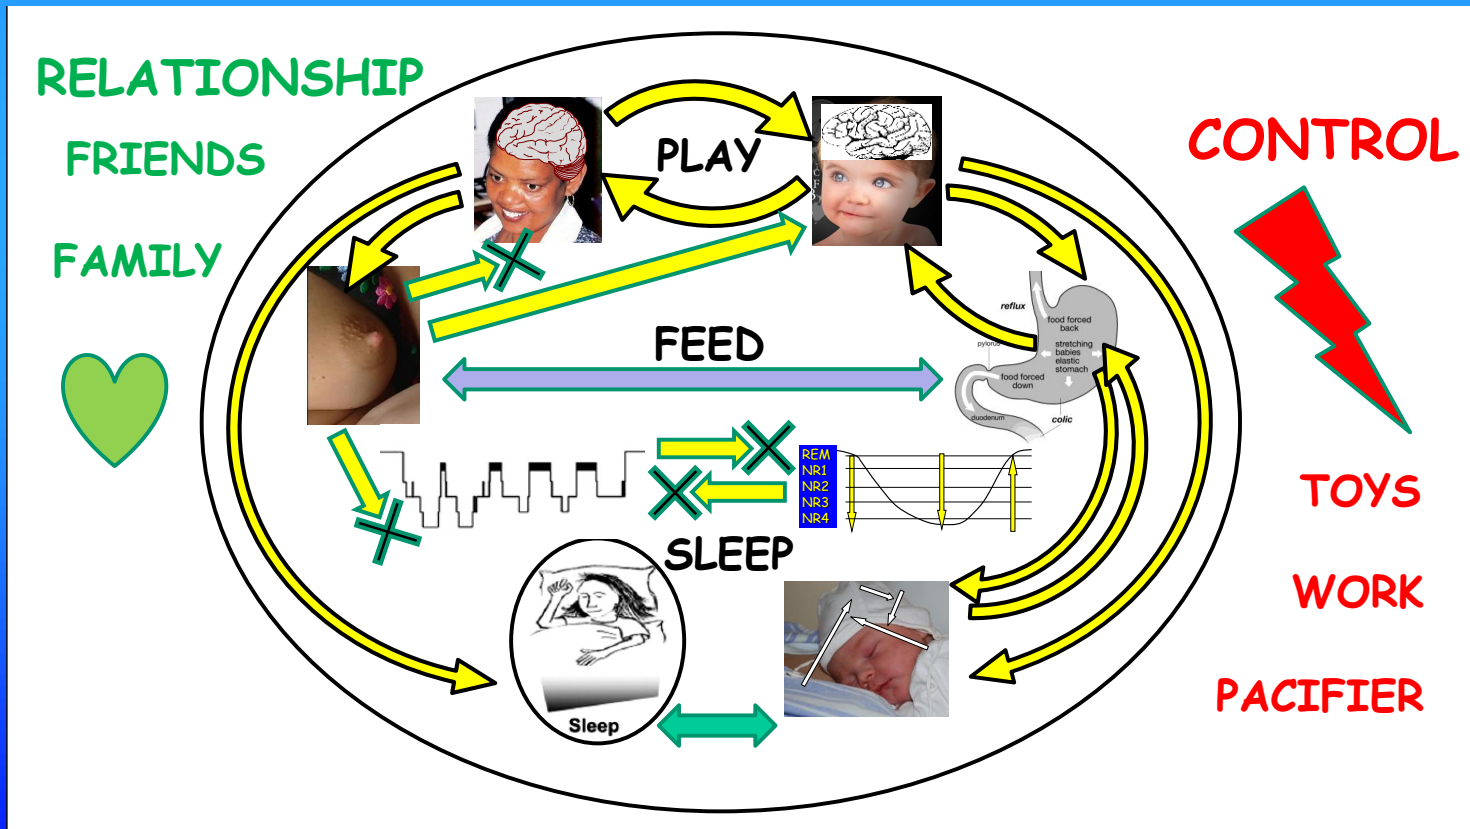 RELATIONSHIP
FRIENDS
FAMILY
PLAY
CONTROL
FEED
reflux
food forced
back
pylorus
stretching
babies
elastic
stomach
food forced
down
duodenum
colic
REM
NR1
NR2
NR3
NR4
SLEEP
Sleep
TOYS
WORK
PACIFIER